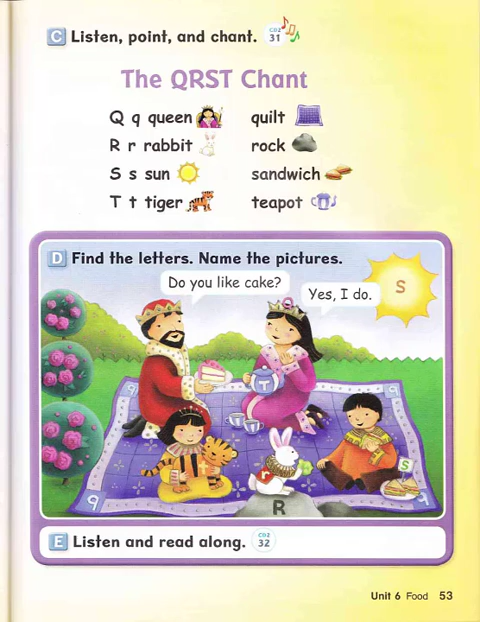 C Listen, point, and chant. CD2 31
The QRST Chant
Q q queen quilt
R r rabbit rock
S s sun sandwich
T t tiger teapot
D Find the letters. Name the pictures.
Do you like cake?
Yes, I do.
S
T
q
q
t
r
S
q
q
R
E Listen and read along. CD2 32
Unit 6 Food 53